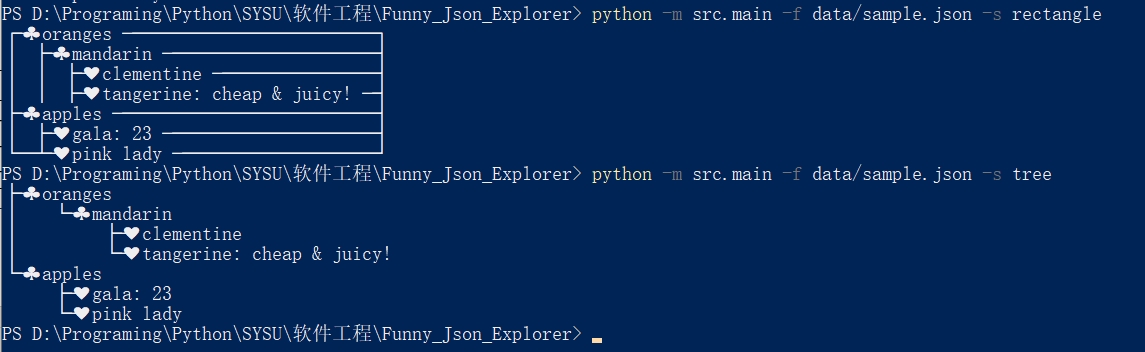 PS D:\Programing\Python\SYSU\软件工程\Funny_Json_Explorer> python -m src.main -f data/sample.json -s rectangle
┌─♣oranges ─────────────────────┐
│  ├─♣mandarin ─────────────────┤
│  │  ├─♥clementine ────────────┤
│  │  ├─♥tangerine: cheap & juicy! ─┤
├─♣apples ──────────────────────┤
│  ├─♥gala: 23 ─────────────────┤
└──┴─♥pink lady ────────────────┘
PS D:\Programing\Python\SYSU\软件工程\Funny_Json_Explorer> python -m src.main -f data/sample.json -s tree
├─♣oranges
│    └─♣mandarin
│         ├─♥clementine
│         └─♥tangerine: cheap & juicy!
└─♣apples
     ├─♥gala: 23
     └─♥pink lady
PS D:\Programing\Python\SYSU\软件工程\Funny_Json_Explorer>